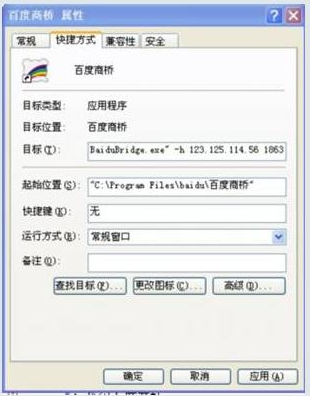 百度商桥 属性
常规 快捷方式 兼容性 安全
百度商桥
目标类型: 应用程序
目标位置: 百度商桥
目标(T): BaiduBridge.exe" -h 123.125.114.56 1863
起始位置(S): "C:\Program Files\baidu\百度商桥"
快捷键(K): 无
运行方式(R): 常规窗口
备注(O):
查找目标(F)... 更改图标(C)... 高级(D)...
确定 取消 应用(A)